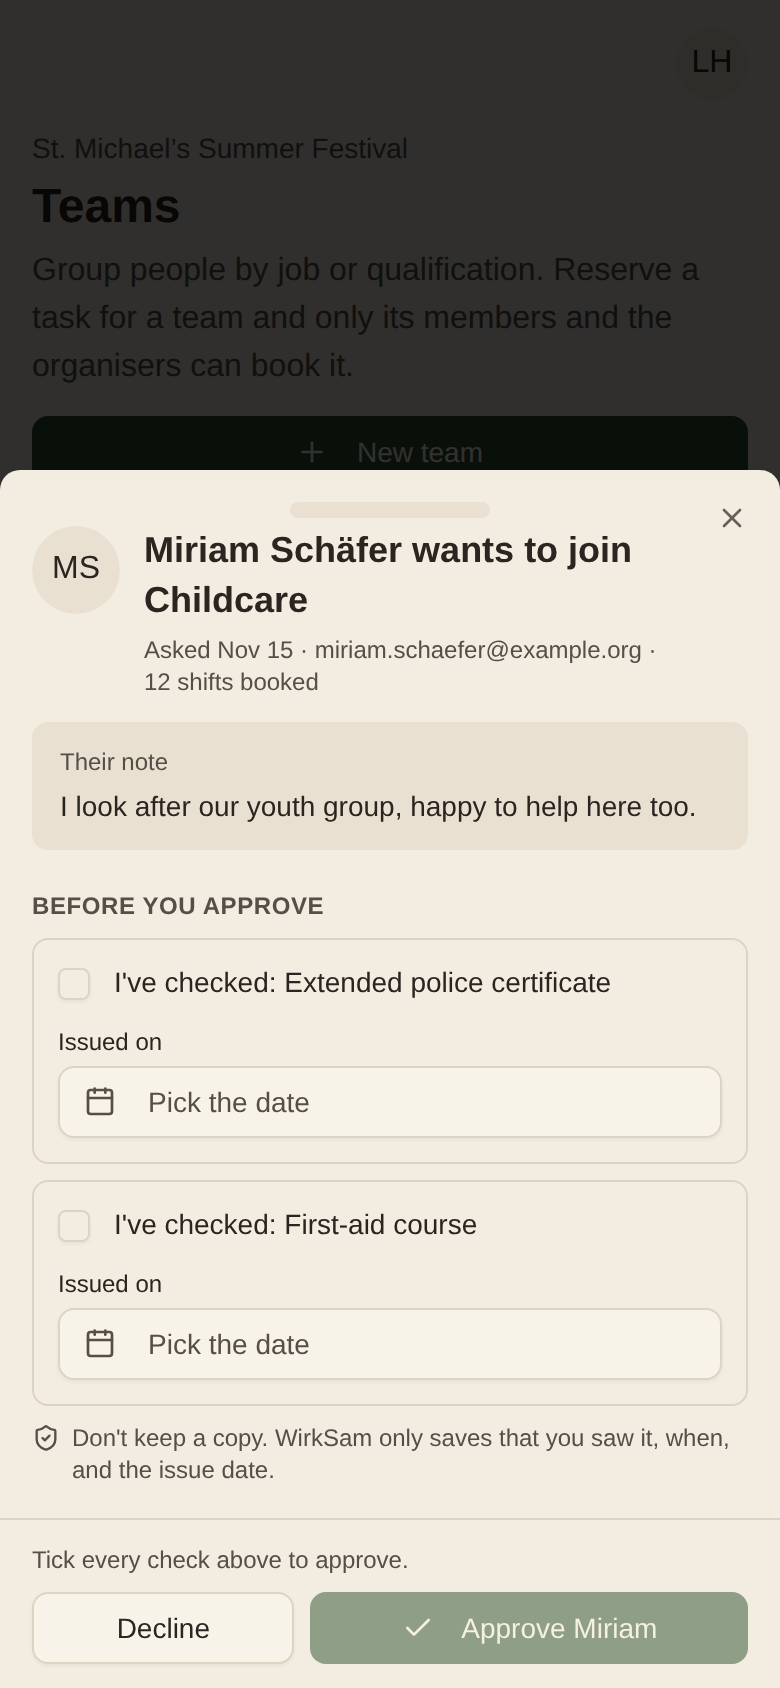 LH
St. Michael’s Summer Festival
Teams
Group people by job or qualification. Reserve a
task for a team and only its members and the
organisers can book it.
New team
MS
Miriam Schäfer wants to join
Childcare
Asked Nov 15 · miriam.schaefer@example.org ·
12 shifts booked
Their note
I look after our youth group, happy to help here too.
BEFORE YOU APPROVE
I've checked: Extended police certificate
Issued on
Pick the date
I've checked: First-aid course
Issued on
Pick the date
Don't keep a copy. WirkSam only saves that you saw it, when,
and the issue date.
Tick every check above to approve.
Decline
Approve Miriam